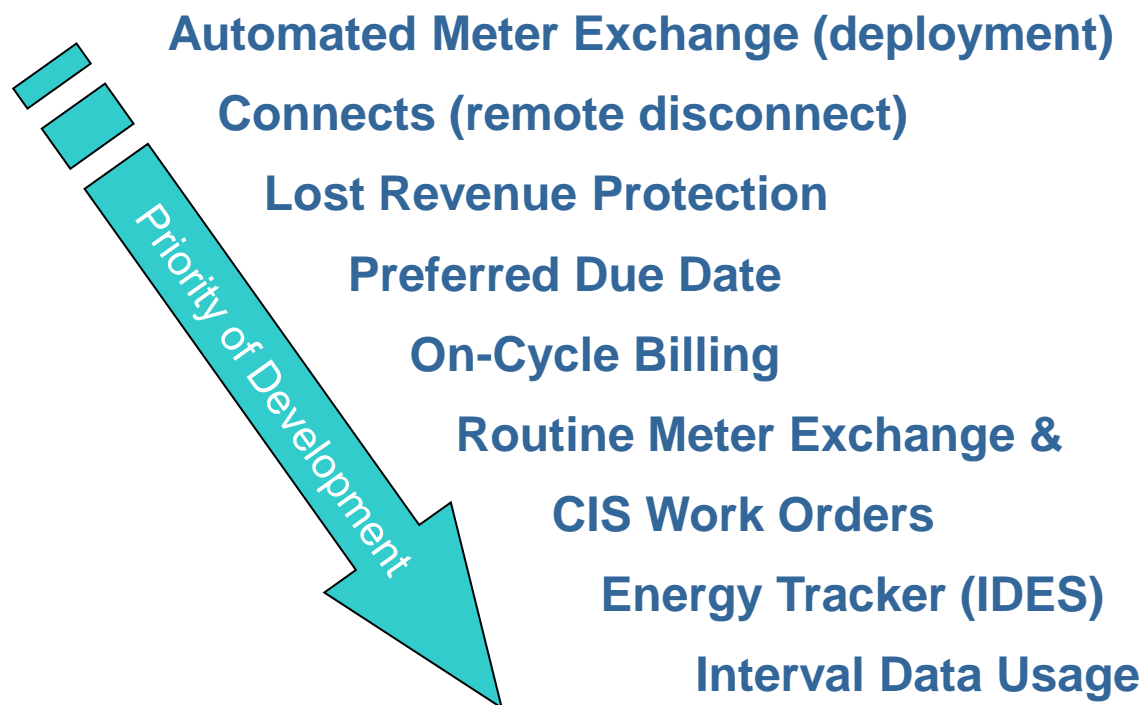 Automated Meter Exchange (deployment)
Connects (remote disconnect)
Lost Revenue Protection
Preferred Due Date
On-Cycle Billing
Routine Meter Exchange &
CIS Work Orders
Energy Tracker (IDES)
Interval Data Usage
Priority of Development